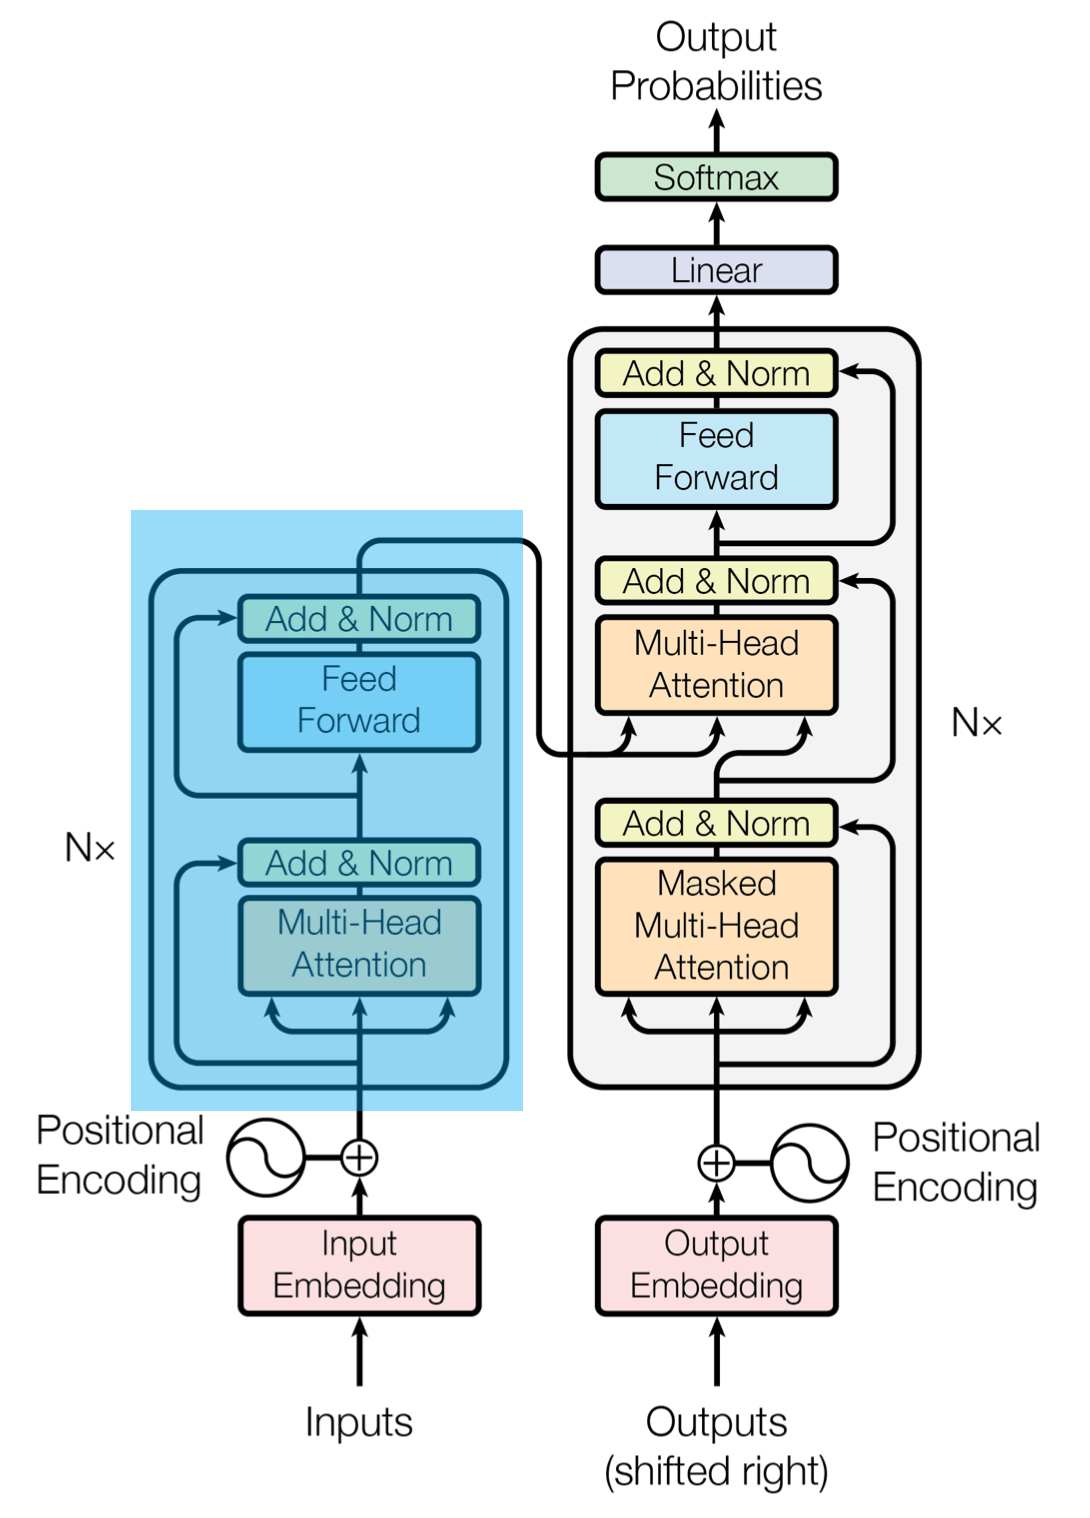 Output
Probabilities
Softmax
Linear
Add & Norm
Feed
Forward
Add & Norm
Multi-Head
Attention
Add & Norm
Masked
Multi-Head
Attention
N×
Positional
Encoding
Output
Embedding
Outputs
(shifted right)
Add & Norm
Feed
Forward
Add & Norm
Multi-Head
Attention
N×
Positional
Encoding
Input
Embedding
Inputs